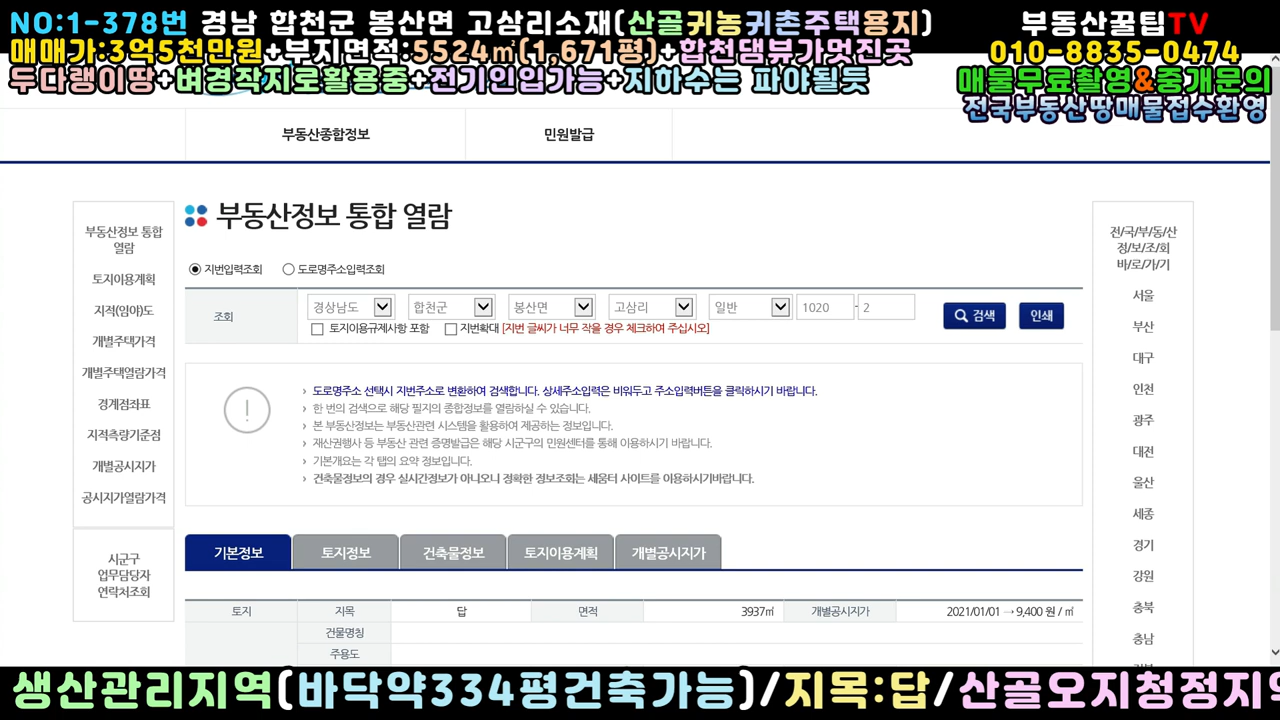 NO:1-378번 경남 합천군 봉산면 고삼리소재(산골귀농귀촌주택용지)
매매가:3억5천만원+부지면적:5524㎡(1,671평)+합천댐뷰가멋진곳
두다랭이땅+벼경작지로활용중+전기인입가능+지하수는 파야될듯
부동산꿀팁TV
010-8835-0474
매물무료촬영&중개문의
전국부동산땅매물접수환영
부동산종합정보
민원발급
부동산정보 통합 열람
토지이용계획
지적(임야)도
개별주택가격
개별주택열람가격
경계점좌표
지적측량기준점
개별공시지가
공시지가열람가격
시군구
업무담당자
연락처조회
부동산정보 통합 열람
지번입력조회 도로명주소입력조회
조회 경상남도 합천군 봉산면 고삼리 일반 1020 - 2 검색 인쇄
토지이용규제사항 포함 지번확대 [지번 글씨가 너무 작을 경우 체크하여 주십시오]
› 도로명주소 선택시 지번주소로 변환하여 검색합니다. 상세주소입력은 비워두고 주소입력버튼을 클릭하시기 바랍니다.
› 한 번의 검색으로 해당 필지의 종합정보를 열람하실 수 있습니다.
› 본 부동산정보는 부동산관련 시스템을 활용하여 제공하는 정보입니다.
› 재산권행사 등 부동산 관련 증명발급은 해당 시군구의 민원센터를 통해 이용하시기 바랍니다.
› 기본개요는 각 탭의 요약 정보입니다.
› 건축물정보의 경우 실시간정보가 아니오니 정확한 정보조회는 세움터 사이트를 이용하시기바랍니다.
기본정보 토지정보 건축물정보 토지이용계획 개별공시지가
토지 지목 답 면적 3937㎡ 개별공시지가 2021/01/01 → 9,400 원 / ㎡
건물명칭
주용도
전/국/부/동/산
정/보/조/회
바/로/가/기
서울
부산
대구
인천
광주
대전
울산
세종
경기
강원
충북
충남
생산관리지역(바닥약334평건축가능)/지목:답/산골오지청정지역